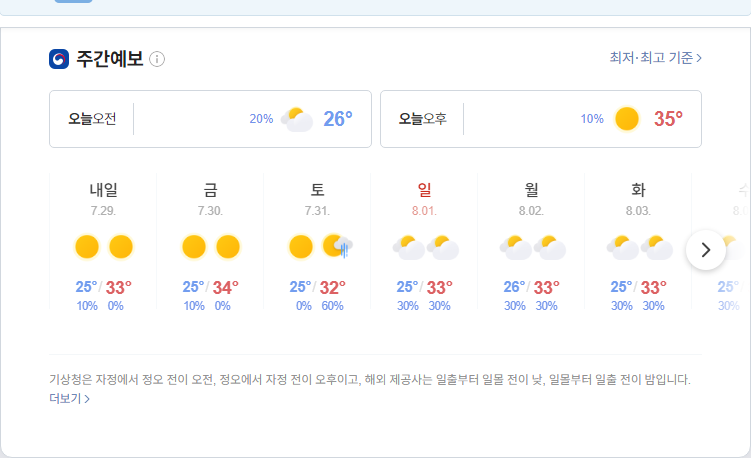 주간예보
최저·최고 기준
오늘오전 20% 26°
오늘오후 10% 35°
내일 금 토 일 월 화 수
7.29. 7.30. 7.31. 8.01. 8.02. 8.03.
25°/33° 25°/34° 25°/32° 25°/33° 26°/33° 25°/33° 25°
10% 0% 10% 0% 0% 60% 30% 30% 30% 30% 30% 30% 30%
기상청은 자정에서 정오 전이 오전, 정오에서 자정 전이 오후이고, 해외 제공사는 일출부터 일몰 전이 낮, 일몰부터 일출 전이 밤입니다.
더보기